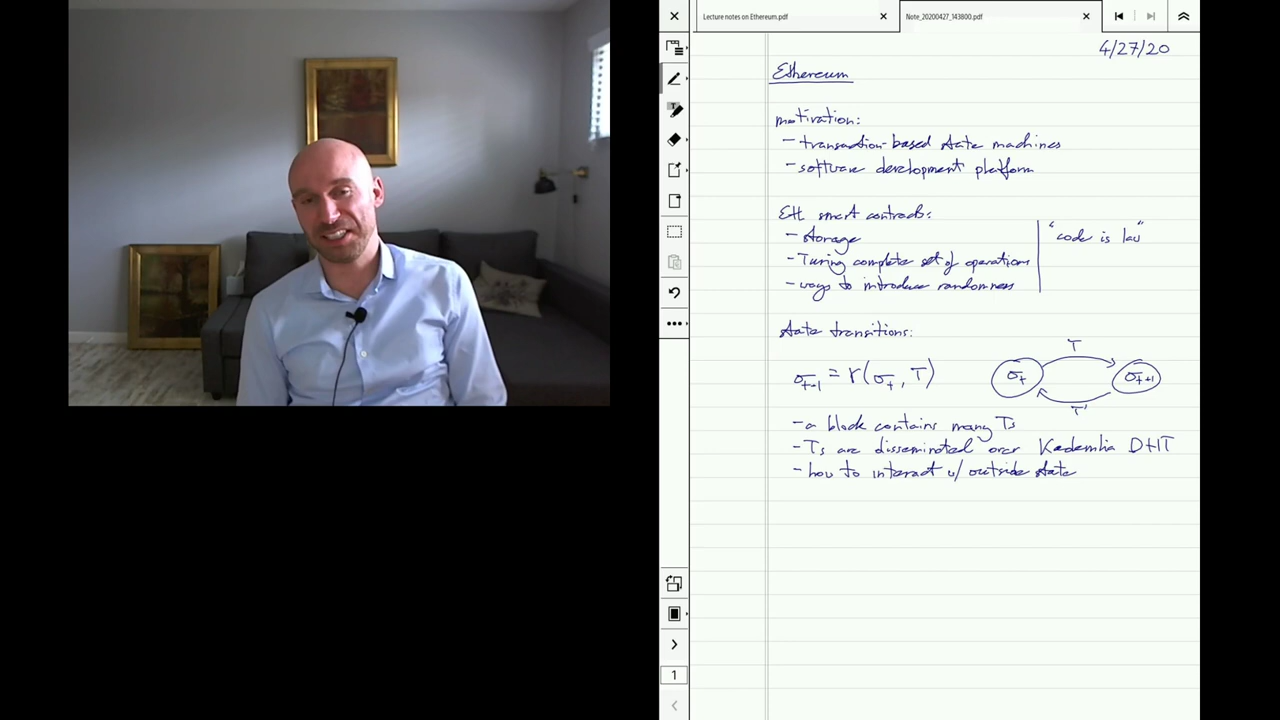 Lecture notes on Ethereum.pdf
Note_20200427_143800.pdf
4/27/20
Ethereum
motivation:
- transaction-based state machines
- software development platform
Eth smart contracts:
- storage
- Turing complete set of operations
- ways to introduce randomness
"code is law"
state transitions:
σt+1 = Υ(σt, T)
T
σt
σt+1
T'
- a block contains many Ts
- Ts are disseminated over Kademlia DHT
- how to interact w/ outside state
1